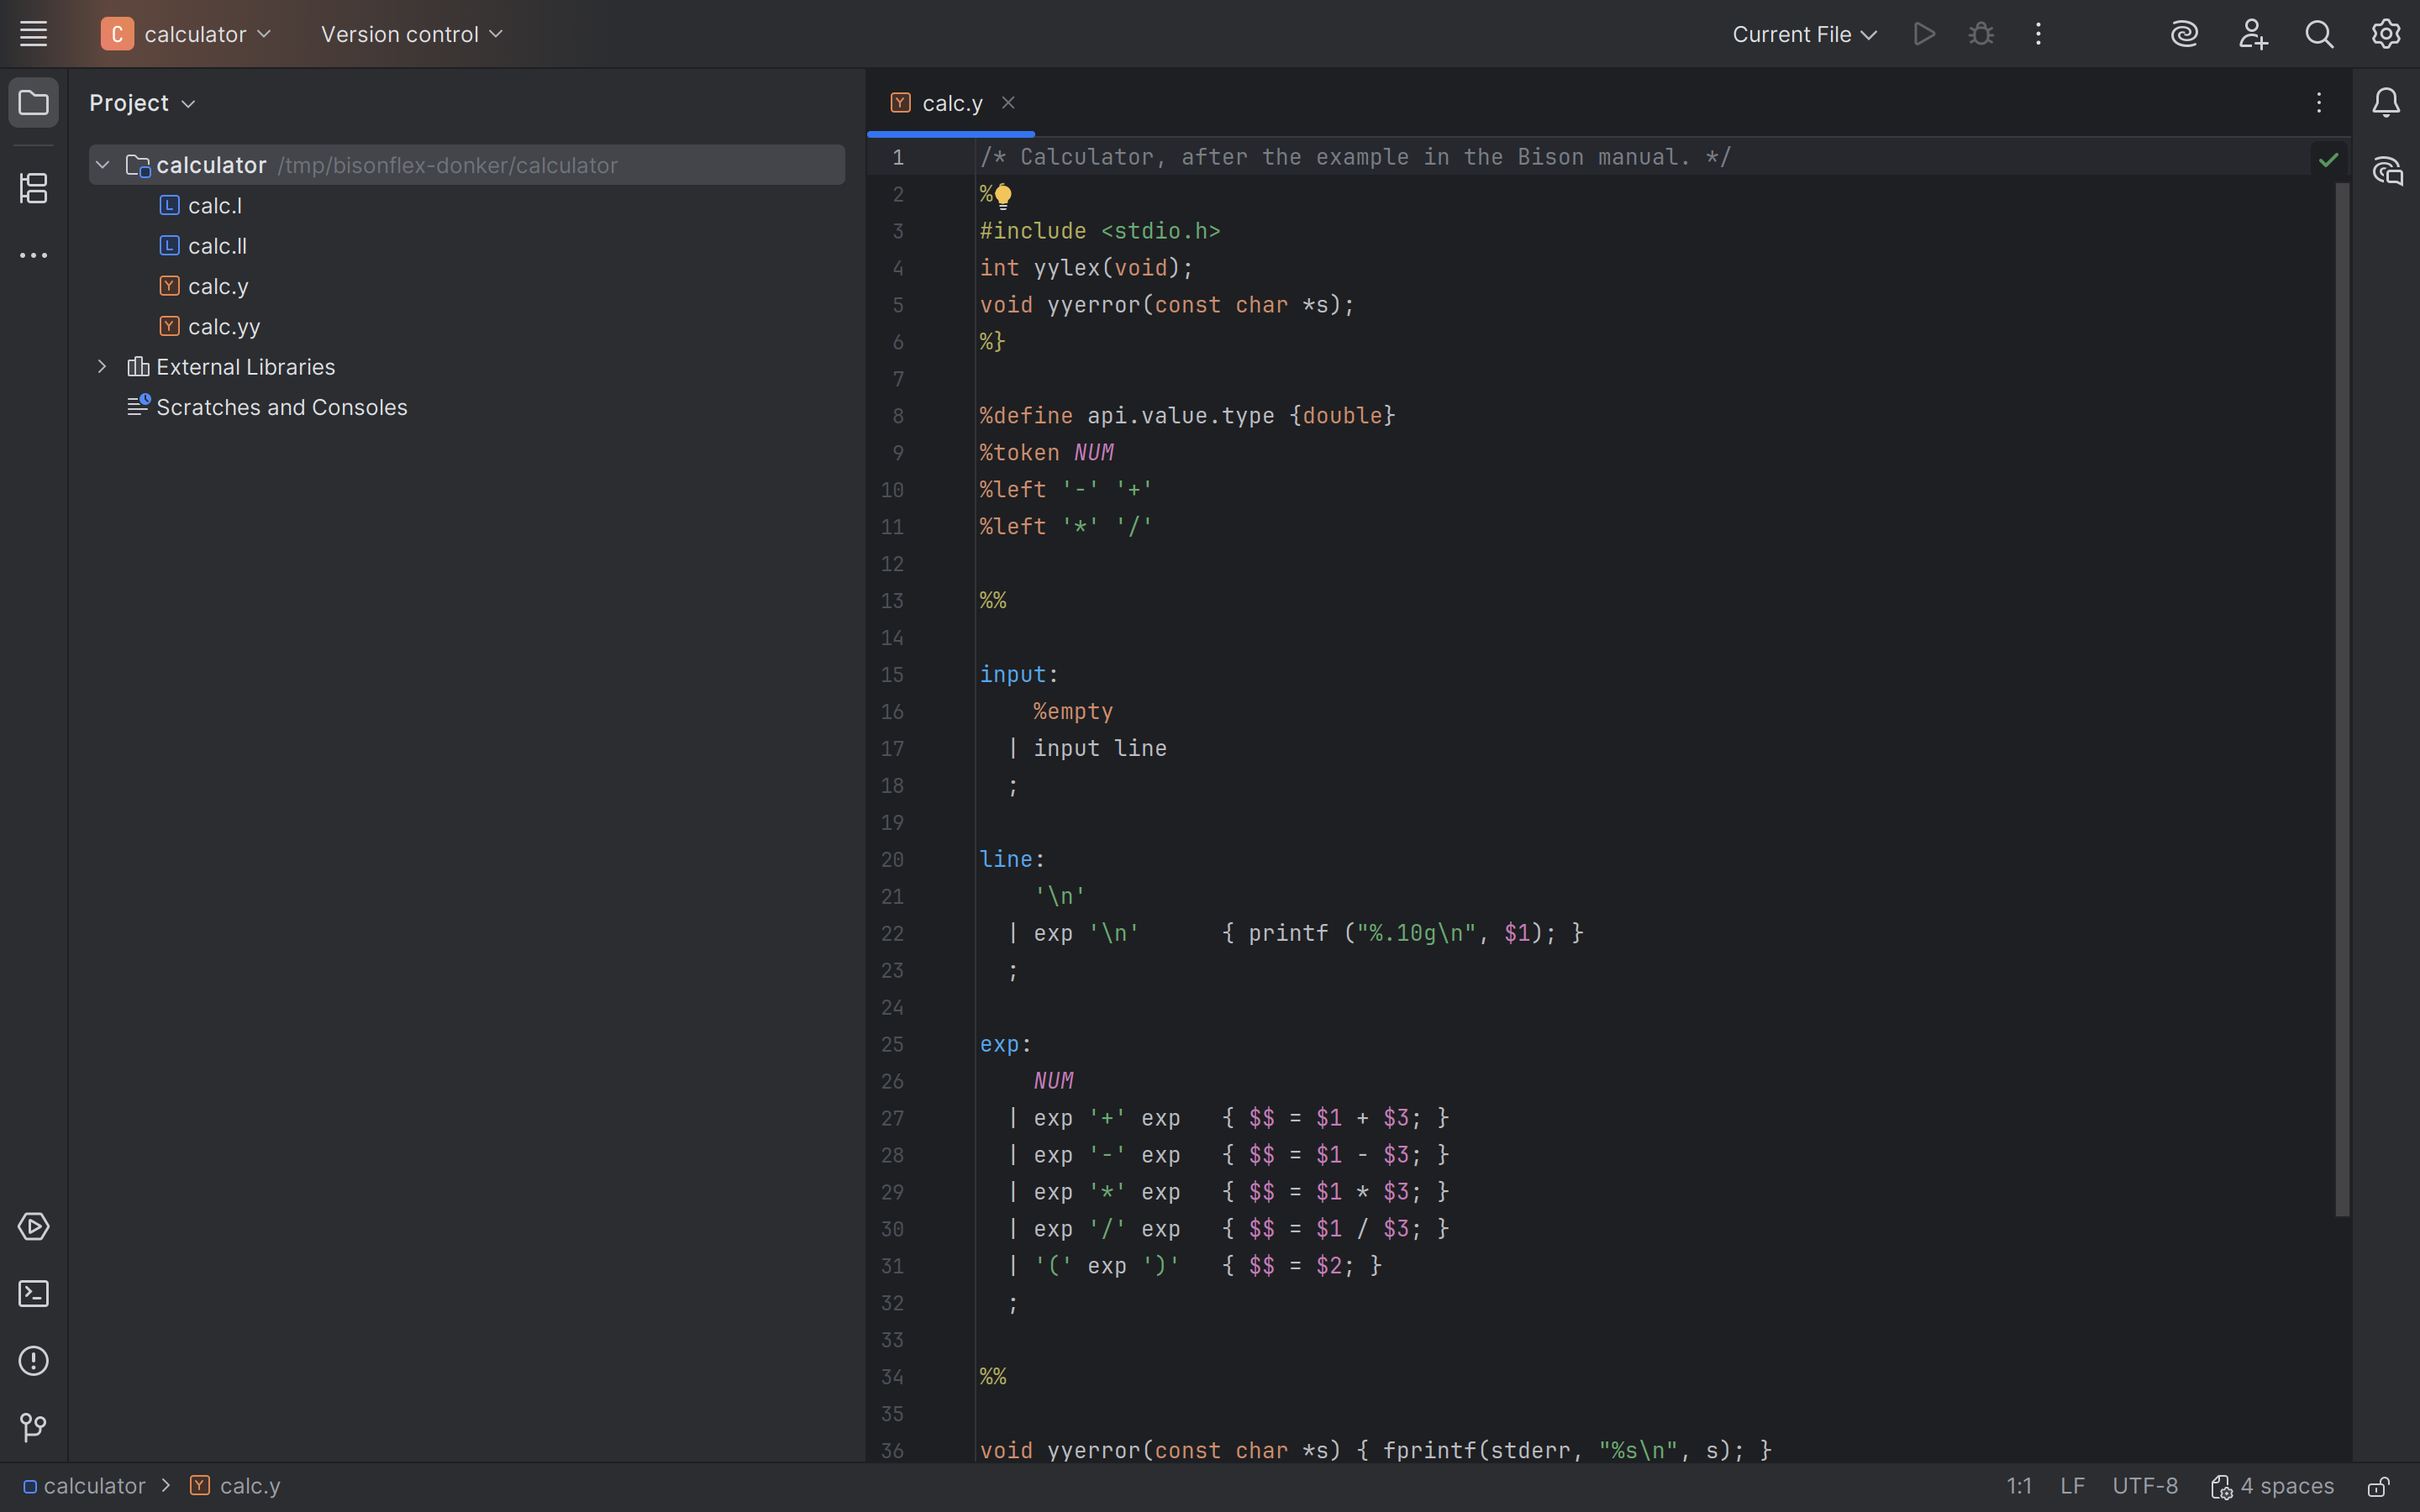 C calculator Version control Current File
Project
calculator /tmp/bisonflex-donker/calculator
L calc.l
L calc.ll
Y calc.y
Y calc.yy
External Libraries
Scratches and Consoles
Y calc.y
1 /* Calculator, after the example in the Bison manual. */
2 %
3 #include <stdio.h>
4 int yylex(void);
5 void yyerror(const char *s);
6 %}
7
8 %define api.value.type {double}
9 %token NUM
10 %left '-' '+'
11 %left '*' '/'
12
13 %%
14
15 input:
16     %empty
17   | input line
18   ;
19
20 line:
21     '\n'
22   | exp '\n'      { printf ("%.10g\n", $1); }
23   ;
24
25 exp:
26     NUM
27   | exp '+' exp   { $$ = $1 + $3; }
28   | exp '-' exp   { $$ = $1 - $3; }
29   | exp '*' exp   { $$ = $1 * $3; }
30   | exp '/' exp   { $$ = $1 / $3; }
31   | '(' exp ')'   { $$ = $2; }
32   ;
33
34 %%
35
36 void yyerror(const char *s) { fprintf(stderr, "%s\n", s); }
calculator Y calc.y 1:1 LF UTF-8 4 spaces